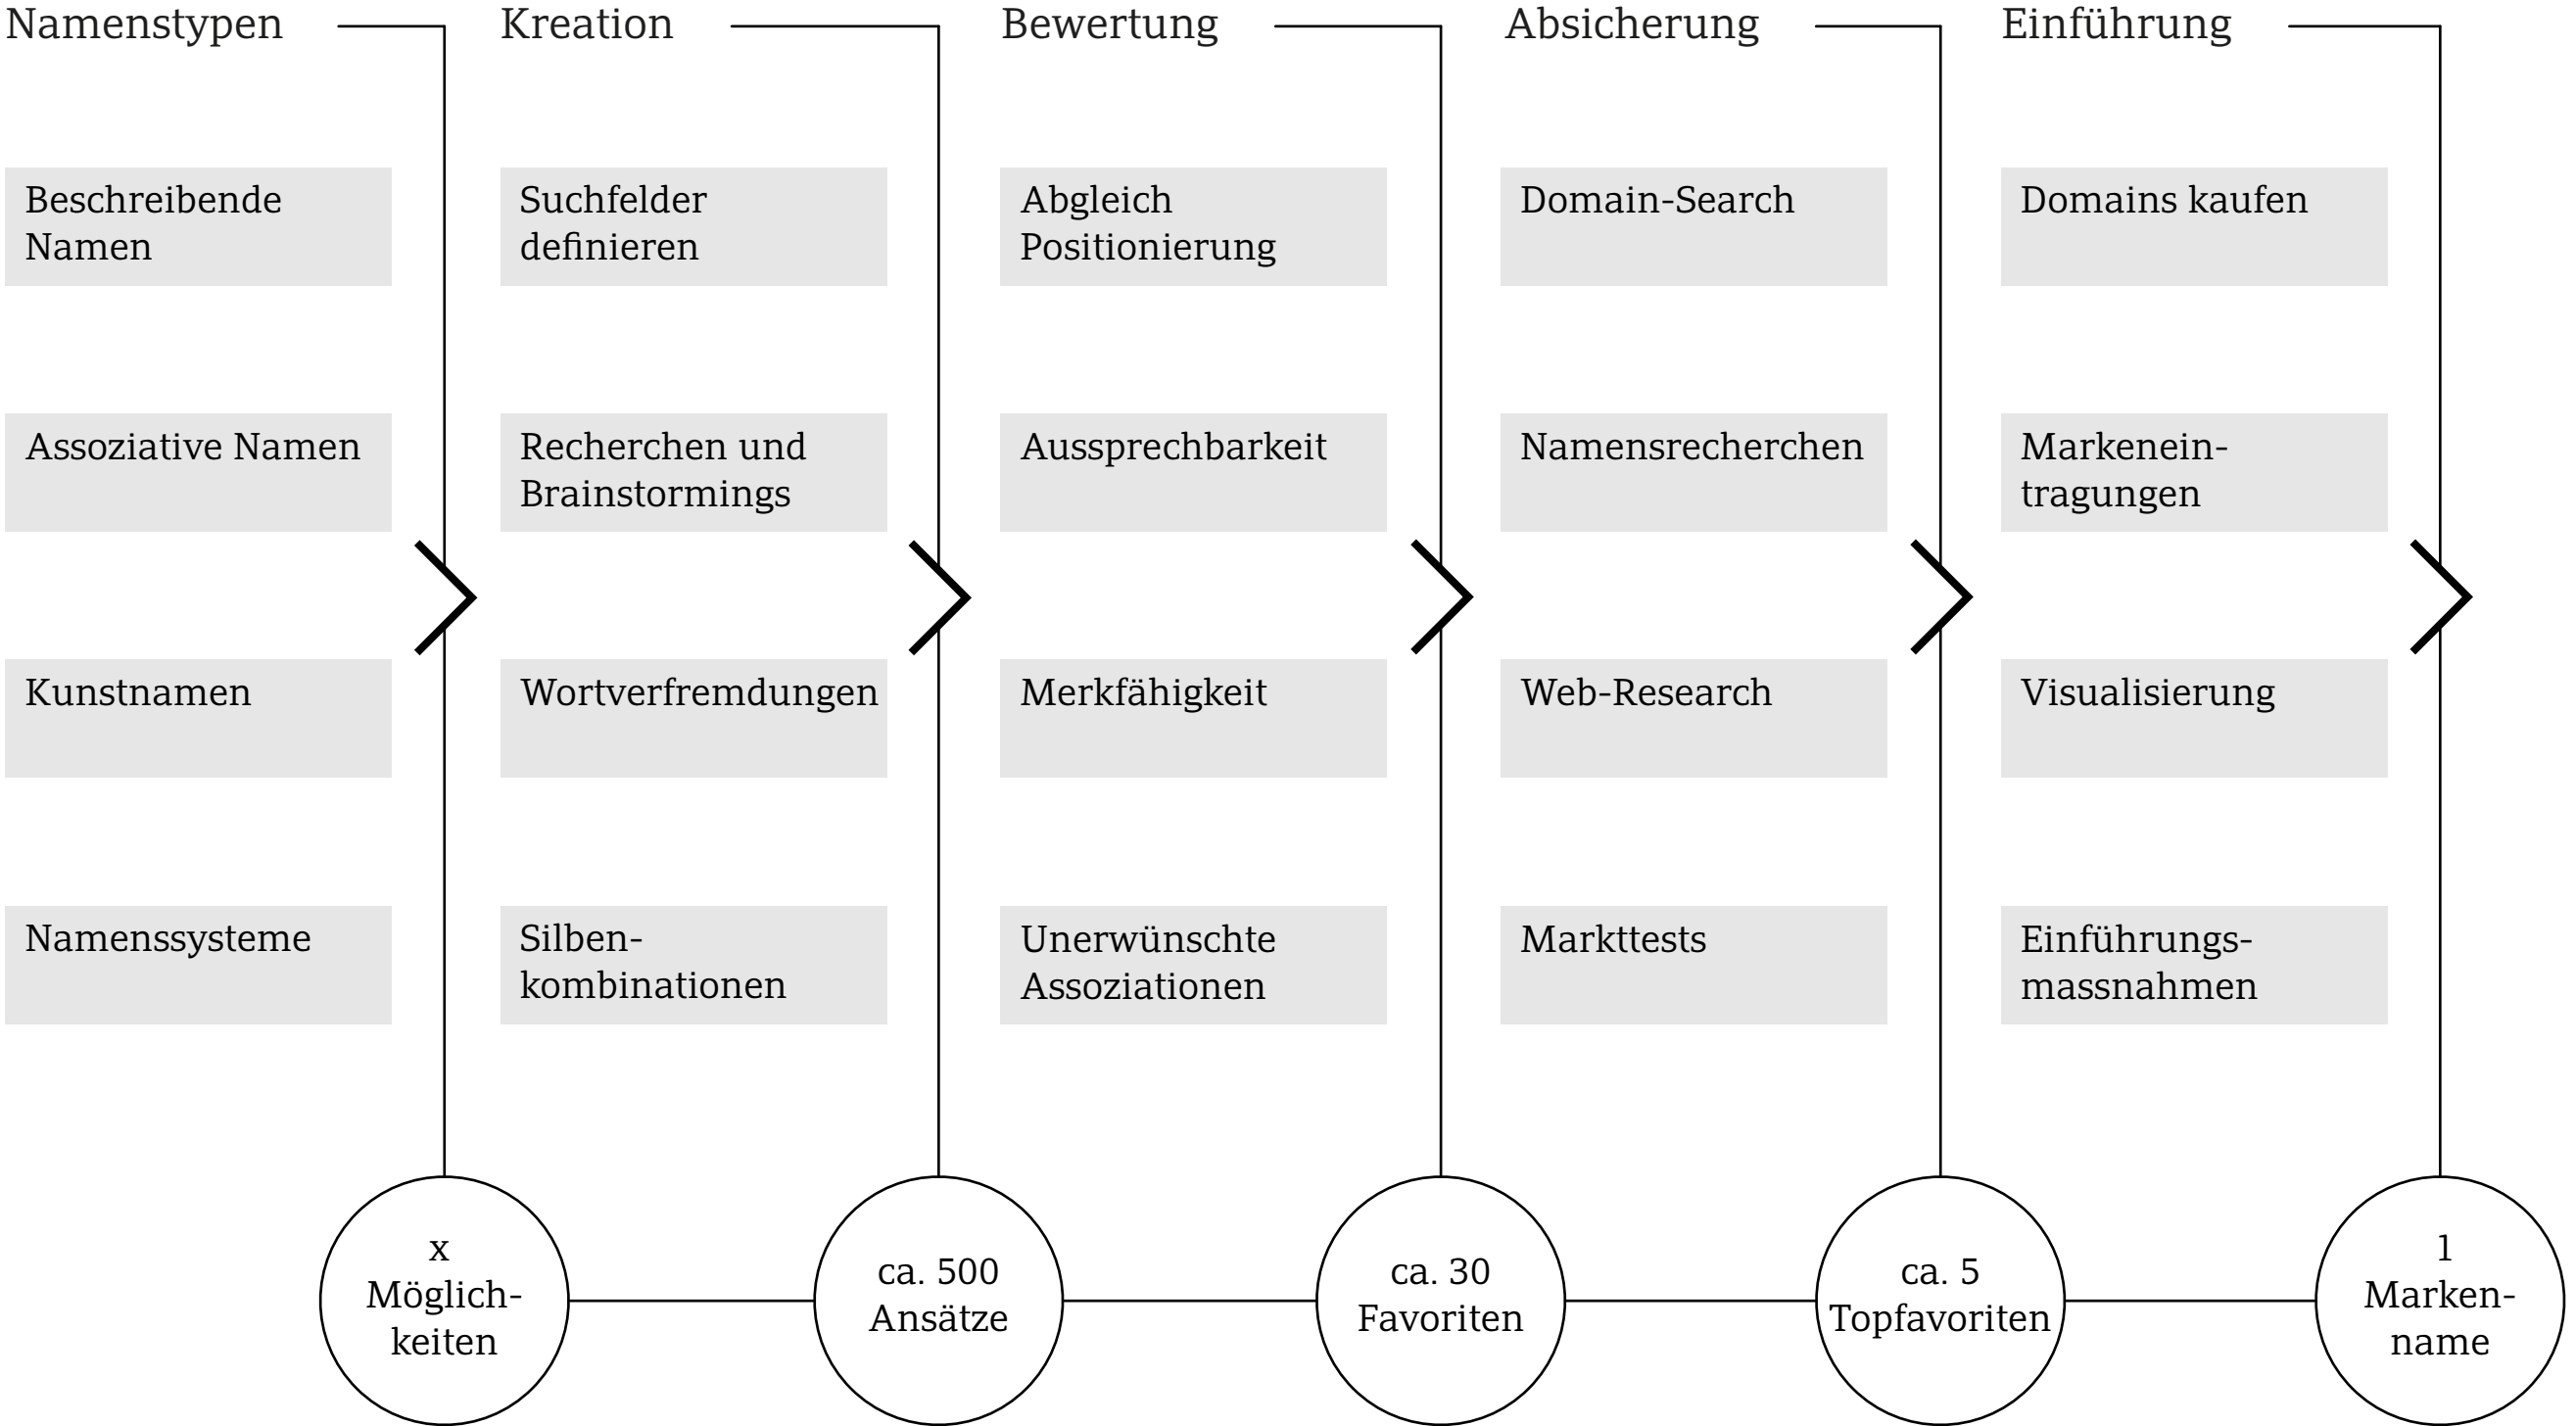 Namenstypen
Beschreibende
Namen
Assoziative Namen
Kunstnamen
Namenssysteme
x
Möglich-
keiten
Kreation
Suchfelder
definieren
Recherchen und
Brainstormings
Wortverfremdungen
Silben-
kombinationen
ca. 500
Ansätze
Bewertung
Abgleich
Positionierung
Aussprechbarkeit
Merkfähigkeit
Unerwünschte
Assoziationen
ca. 30
Favoriten
Absicherung
Domain-Search
Namensrecherchen
Web-Research
Markttests
ca. 5
Topfavoriten
Einführung
Domains kaufen
Markenein-
tragungen
Visualisierung
Einführungs-
massnahmen
1
Marken-
name